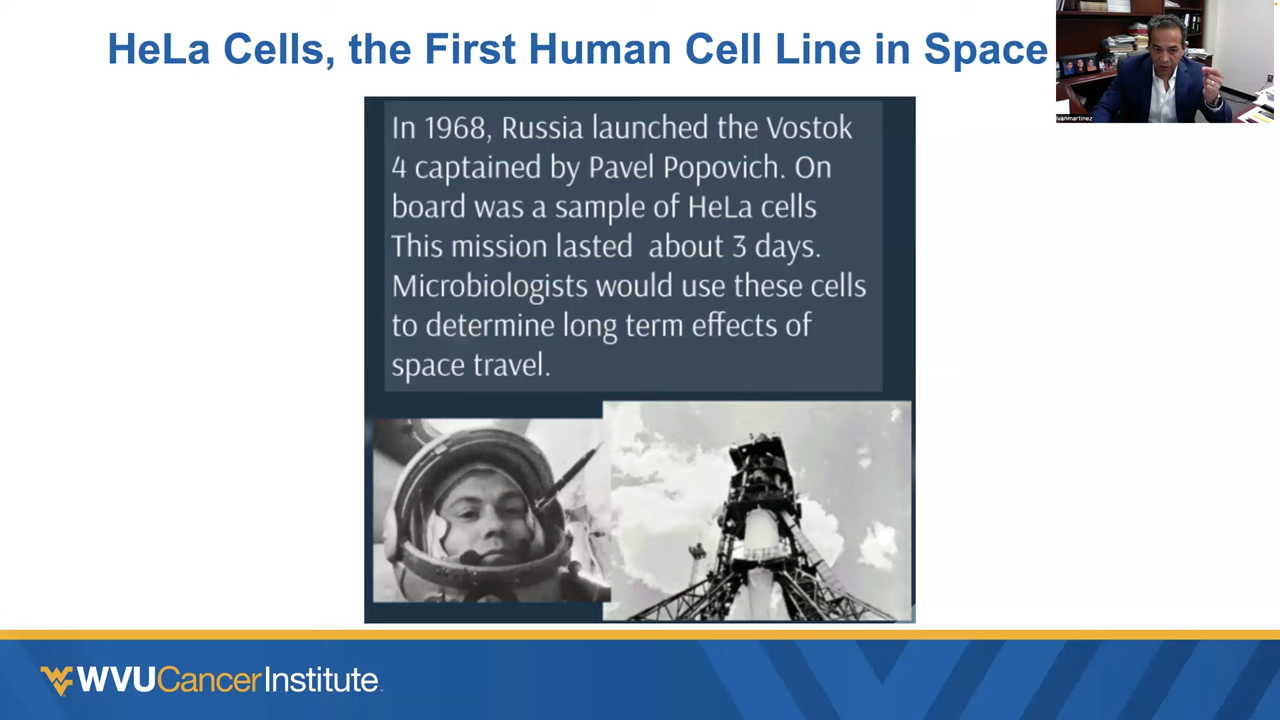 HeLa Cells, the First Human Cell Line in Space
ivanmartinez
In 1968, Russia launched the Vostok
4 captained by Pavel Popovich. On
board was a sample of HeLa cells
This mission lasted about 3 days.
Microbiologists would use these cells
to determine long term effects of
space travel.
WVUCancerInstitute